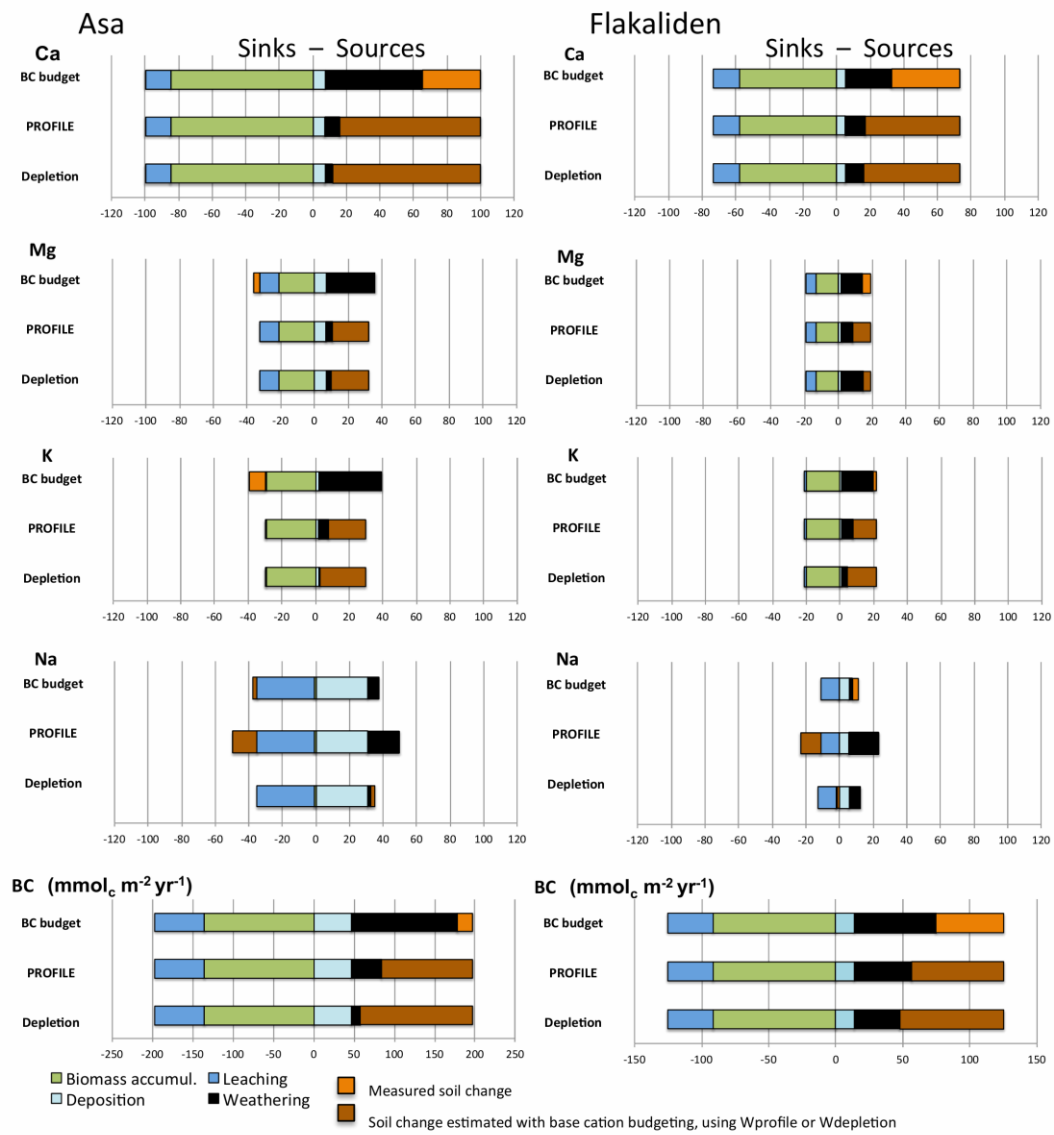 Asa
Flakaliden
Sinks – Sources
Sinks – Sources
Ca
BC budget
PROFILE
Depletion
-120 -100 -80 -60 -40 -20 0 20 40 60 80 100 120
Ca
BC budget
PROFILE
Depletion
-120 -100 -80 -60 -40 -20 0 20 40 60 80 100 120
Mg
BC budget
PROFILE
Depletion
-120 -100 -80 -60 -40 -20 0 20 40 60 80 100 120
Mg
BC budget
PROFILE
Depletion
-120 -100 -80 -60 -40 -20 0 20 40 60 80 100 120
K
BC budget
PROFILE
Depletion
-120 -100 -80 -60 -40 -20 0 20 40 60 80 100 120
K
BC budget
PROFILE
Depletion
-120 -100 -80 -60 -40 -20 0 20 40 60 80 100 120
Na
BC budget
PROFILE
Depletion
-120 -100 -80 -60 -40 -20 0 20 40 60 80 100 120
Na
BC budget
PROFILE
Depletion
-120 -100 -80 -60 -40 -20 0 20 40 60 80 100 120
BC (mmolc m-2 yr-1)
BC budget
PROFILE
Depletion
-250 -200 -150 -100 -50 0 50 100 150 200 250
BC (mmolc m-2 yr-1)
BC budget
PROFILE
Depletion
-150 -100 -50 0 50 100 150
Biomass accumul. Leaching
Deposition Weathering
Measured soil change
Soil change estimated with base cation budgeting, using Wprofile or Wdepletion